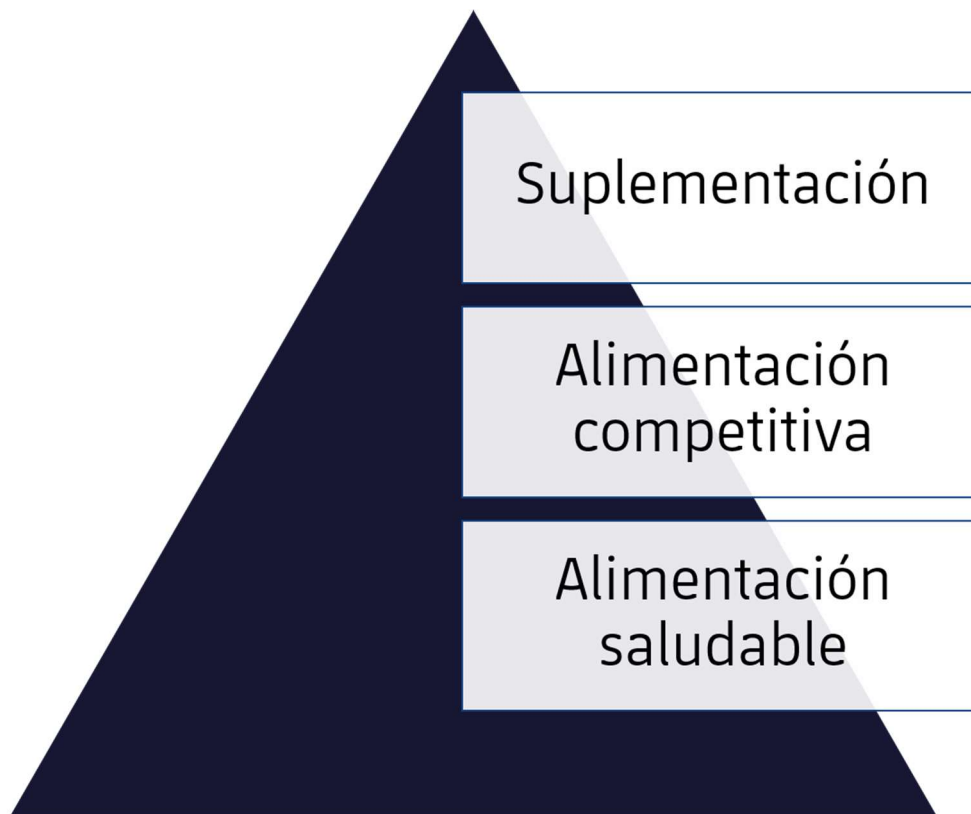 Suplementación
Alimentación
competitiva
Alimentación
saludable